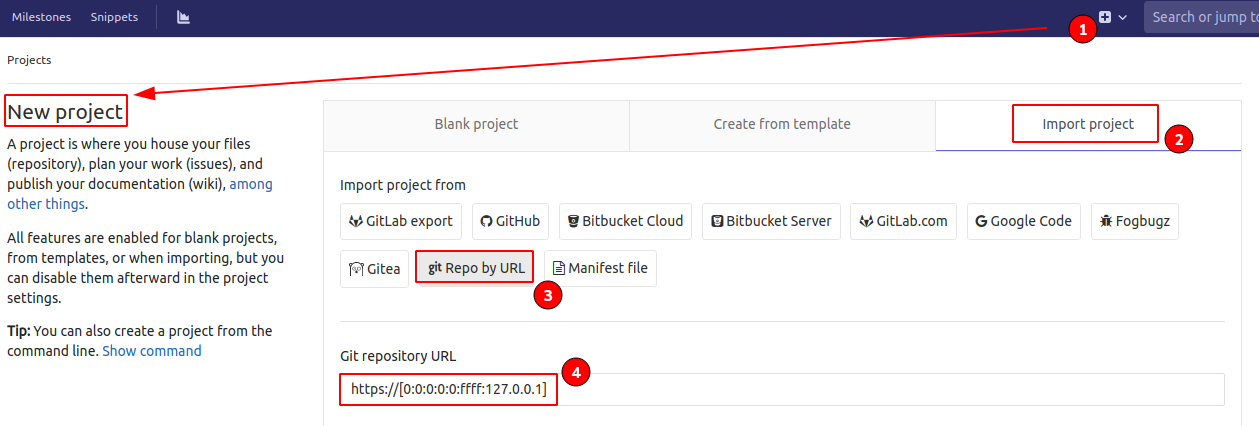 Milestones Snippets
1
Search or jump to
Projects
New project
A project is where you house your files
(repository), plan your work (issues), and
publish your documentation (wiki), among
other things.
All features are enabled for blank projects,
from templates, or when importing, but you
can disable them afterward in the project
settings.
Tip: You can also create a project from the
command line. Show command
Blank project
Create from template
Import project
2
Import project from
GitLab export
GitHub
Bitbucket Cloud
Bitbucket Server
GitLab.com
G Google Code
Fogbugz
Gitea
git Repo by URL
Manifest file
3
Git repository URL
4
https://[0:0:0:0:0:ffff:127.0.0.1]